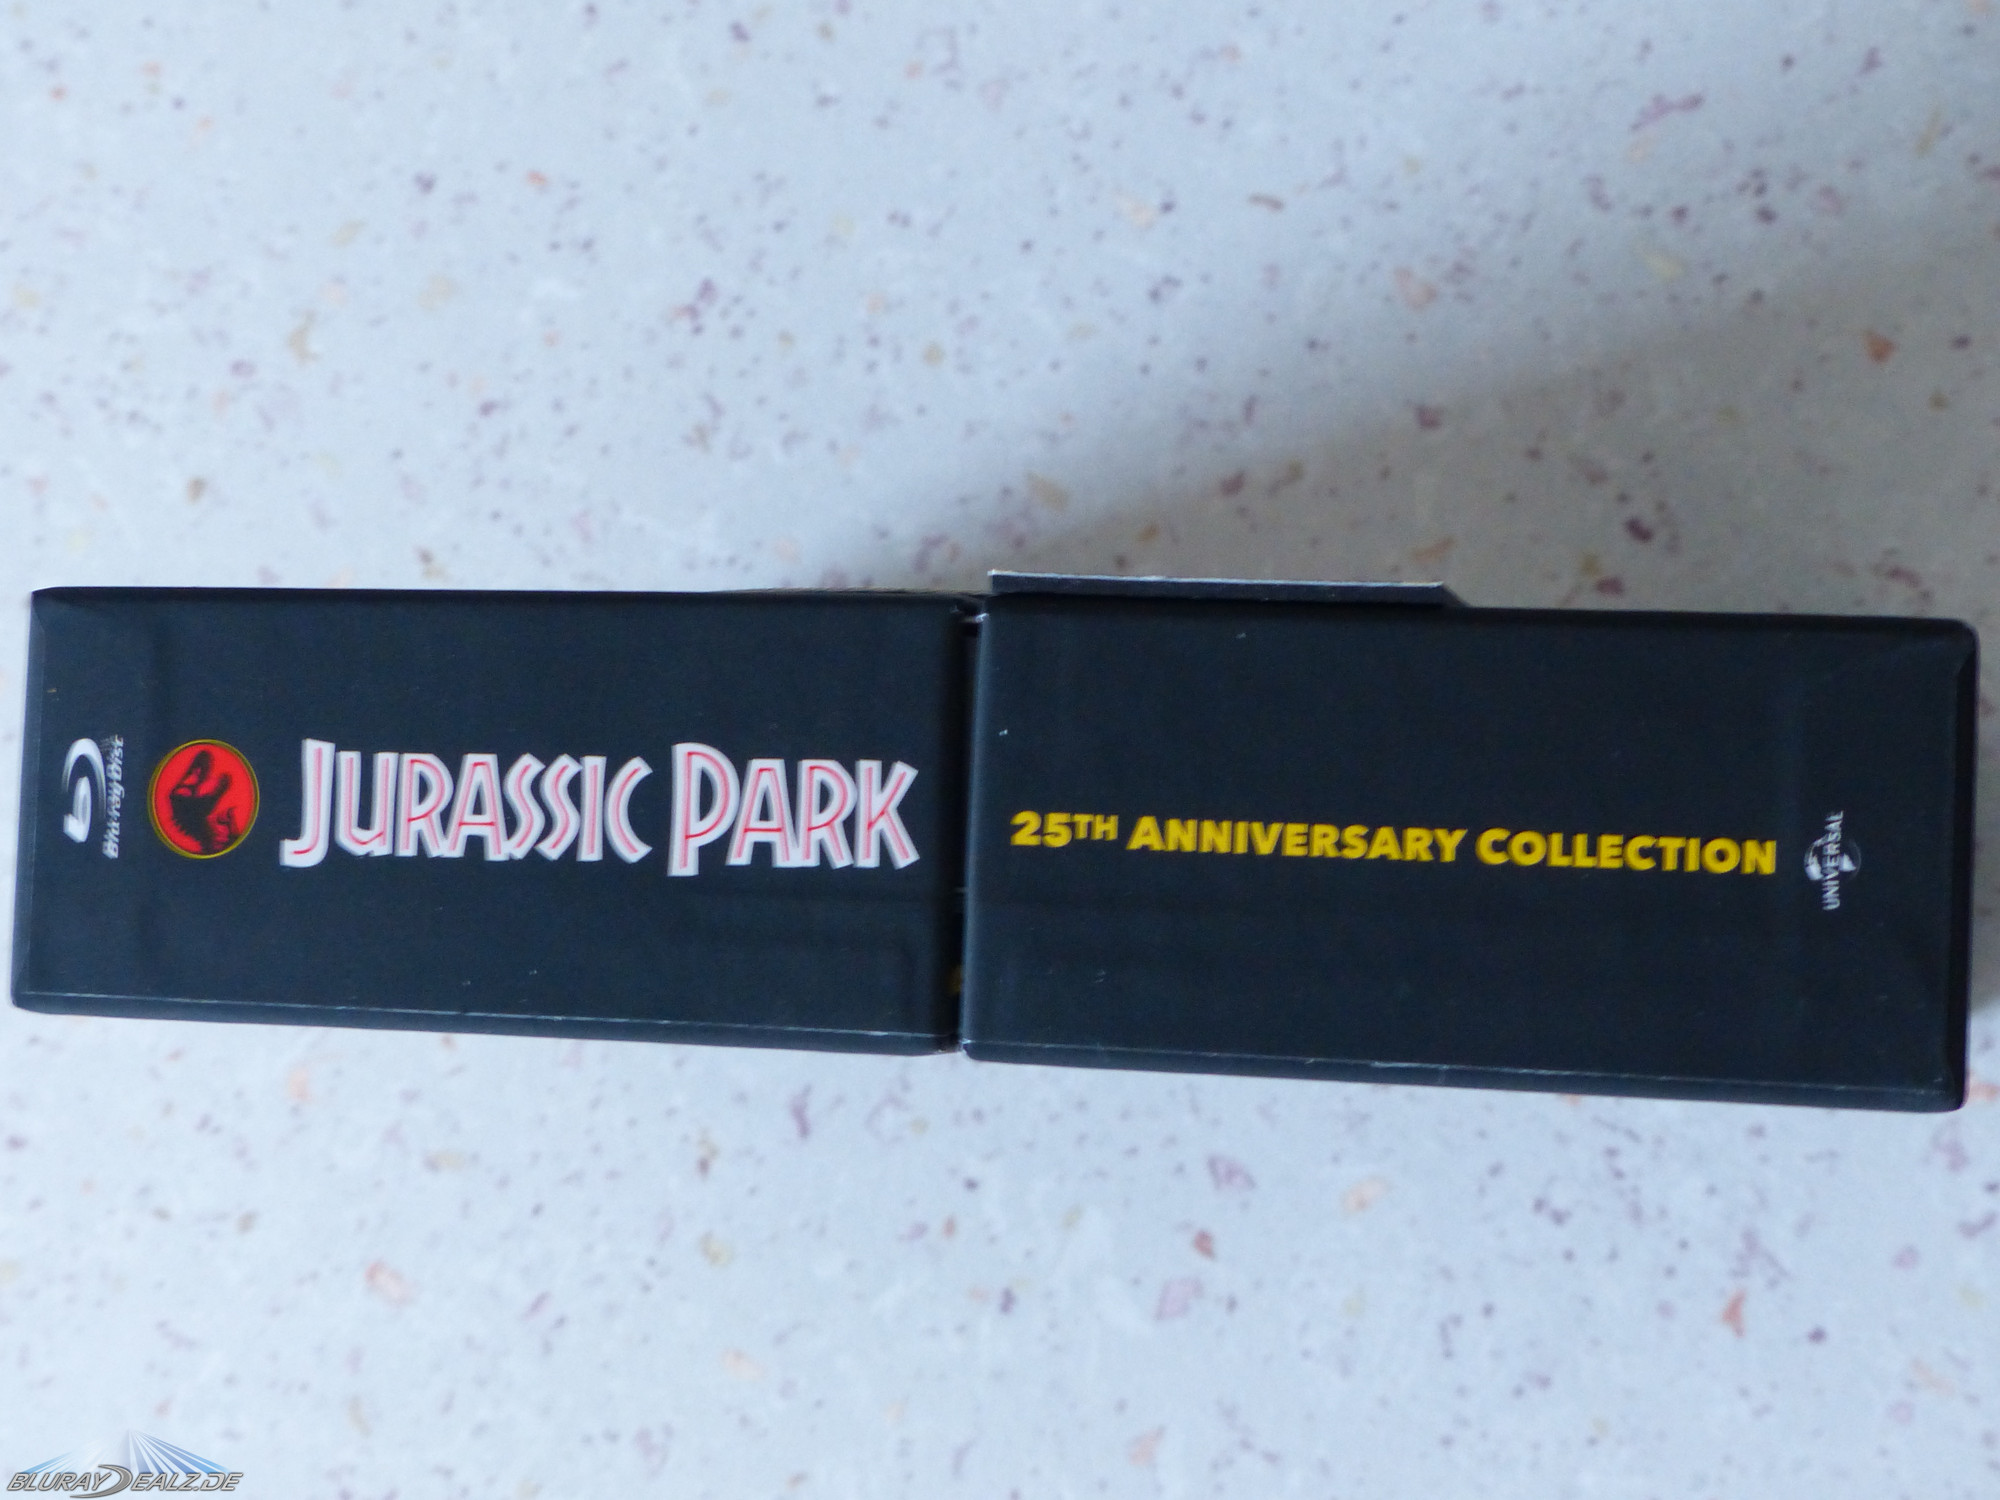 Blu-ray Disc
JURASSIC PARK
25TH ANNIVERSARY COLLECTION
UNIVERSAL
BLURAYDEALZ.DE